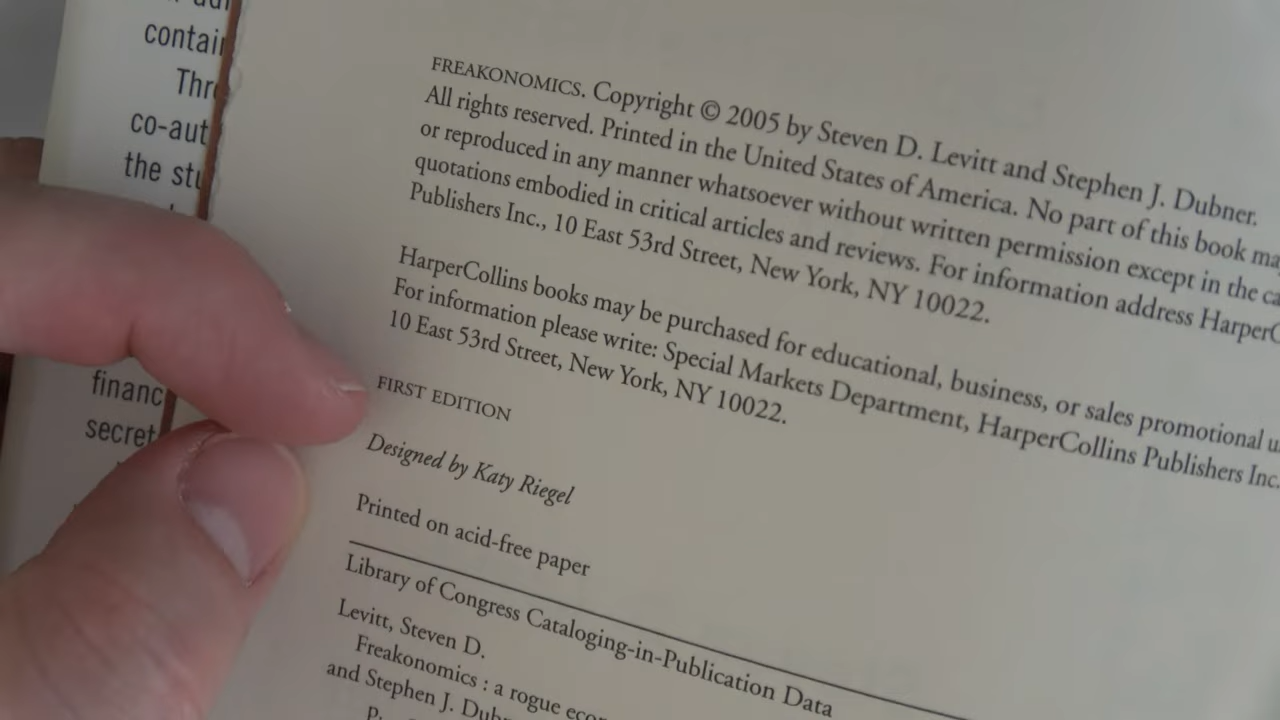 contai
Thr
co-aut
the stu
financ
secret
FREAKONOMICS. Copyright © 2005 by Steven D. Levitt and Stephen J. Dubner.
All rights reserved. Printed in the United States of America. No part of this book ma
or reproduced in any manner whatsoever without written permission except in the ca
quotations embodied in critical articles and reviews. For information address HarperC
Publishers Inc., 10 East 53rd Street, New York, NY 10022.
HarperCollins books may be purchased for educational, business, or sales promotional u
For information please write: Special Markets Department, HarperCollins Publishers Inc.
10 East 53rd Street, New York, NY 10022.
FIRST EDITION
Designed by Katy Riegel
Printed on acid-free paper
Library of Congress Cataloging-in-Publication Data
Levitt, Steven D.
Freakonomics : a rogue eco
and Stephen J. Dub